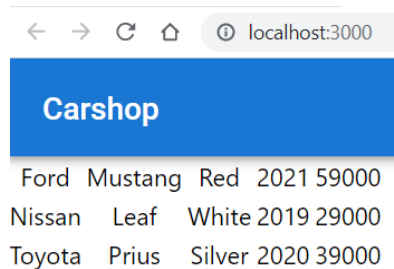 localhost:3000
Carshop
Ford Mustang Red 2021 59000
Nissan Leaf White 2019 29000
Toyota Prius Silver 2020 39000